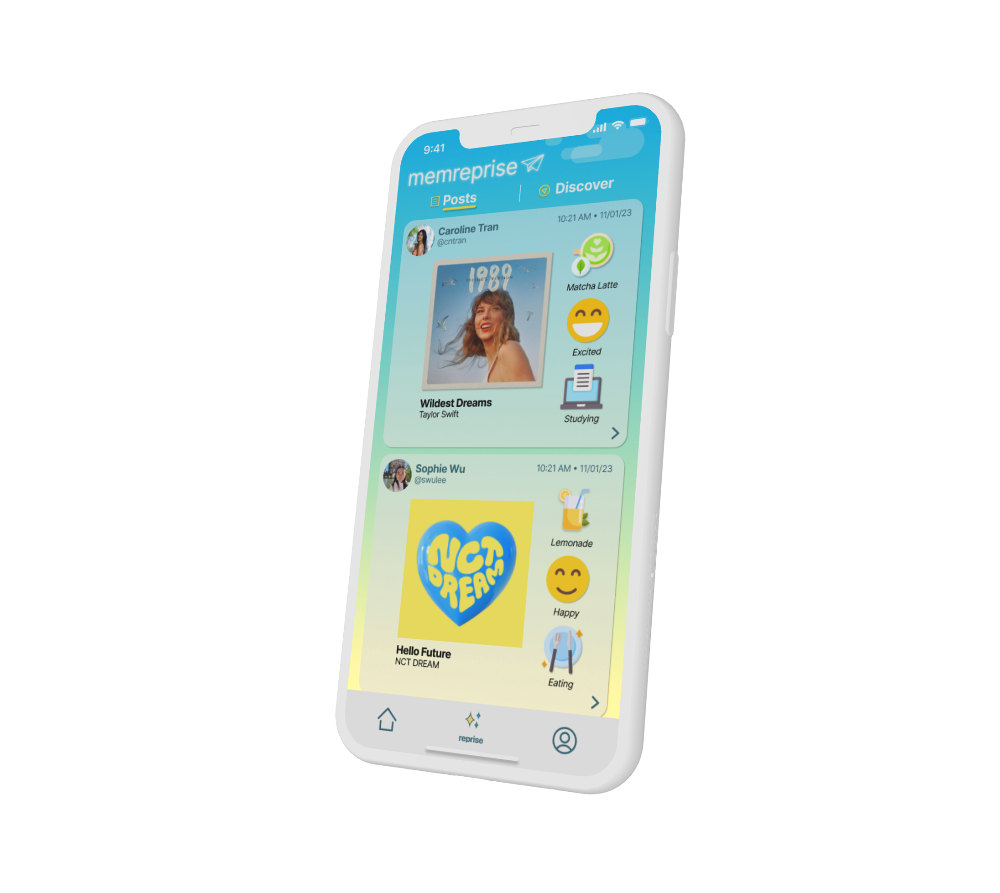 9:41
memreprise
Posts
Discover
Caroline Tran
@cntran
10:21 AM • 11/01/23
1989
TAYLOR'S VERSION
Matcha Latte
Excited
Studying
Wildest Dreams
Taylor Swift
Sophie Wu
@swulee
10:21 AM • 11/01/23
NCT
DREAM
Lemonade
Happy
Eating
Hello Future
NCT DREAM
reprise